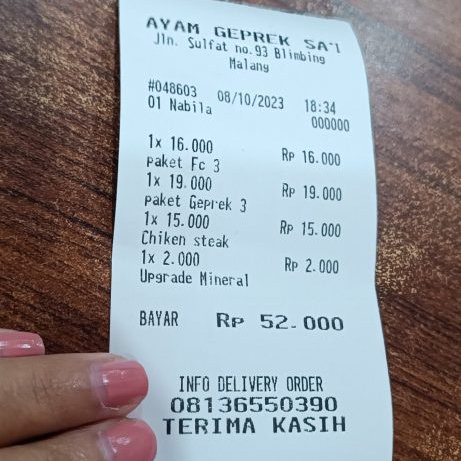 AYAM GEPREK SA'I
Jln. Sulfat no.93 Blimbing
Malang
#048603 08/10/2023 18:34
01 Nabila 000000
1x 16.000 Rp 16.000
paket Fc 3
1x 19.000 Rp 19.000
paket Geprek 3
1x 15.000 Rp 15.000
Chiken steak
1x 2.000 Rp 2.000
Upgrade Mineral
BAYAR Rp 52.000
INFO DELIVERY ORDER
08136550390
TERIMA KASIH